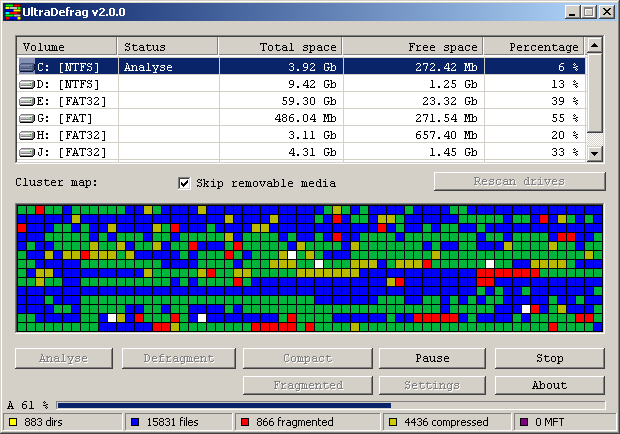 UltraDefrag v2.0.0
Volume Status Total space Free space Percentage
C: [NTFS] Analyse 3.92 Gb 272.42 Mb 6 %
D: [NTFS] 9.42 Gb 1.25 Gb 13 %
E: [FAT32] 59.30 Gb 23.32 Gb 39 %
G: [FAT] 486.04 Mb 271.54 Mb 55 %
H: [FAT32] 3.11 Gb 657.40 Mb 20 %
J: [FAT32] 4.31 Gb 1.45 Gb 33 %
Cluster map: Skip removable media Rescan drives
Analyse Defragment Compact Pause Stop
Fragmented Settings About
A 61 %
883 dirs 15831 files 866 fragmented 4436 compressed 0 MFT